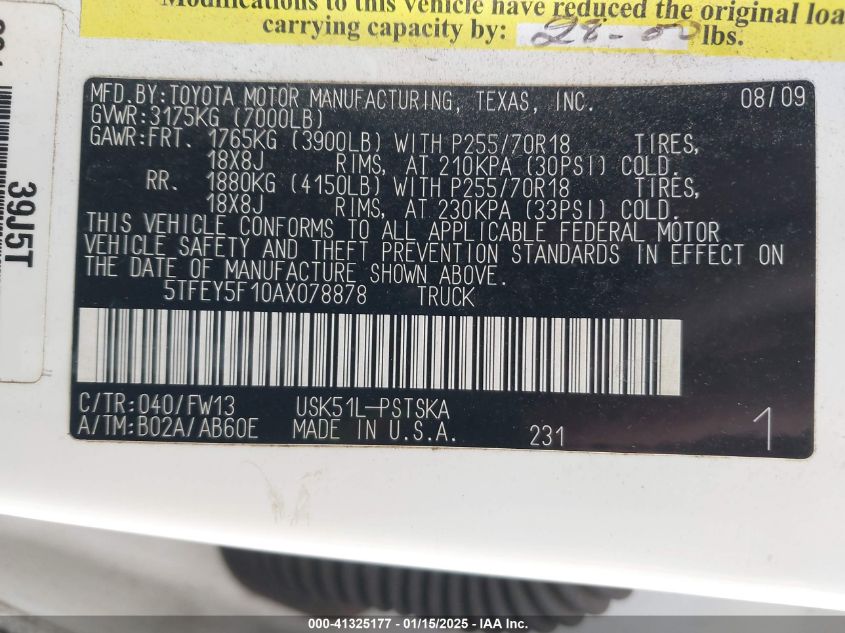 Modifications to this vehicle have reduced the original loa
carrying capacity by: 28.00 lbs.
MFD.BY:TOYOTA MOTOR MANUFACTURING, TEXAS, INC. 08/09
GVWR:3175KG (7000LB)
GAWR:FRT. 1765KG (3900LB) WITH P255/70R18 TIRES,
18X8J RIMS, AT 210KPA (30PSI) COLD.
RR. 1880KG (4150LB) WITH P255/70R18 TIRES,
18X8J RIMS, AT 230KPA (33PSI) COLD.
THIS VEHICLE CONFORMS TO ALL APPLICABLE FEDERAL MOTOR
VEHICLE SAFETY AND THEFT PREVENTION STANDARDS IN EFFECT ON
THE DATE OF MANUFACTURE SHOWN ABOVE.
5TFEY5F10AX078878 TRUCK
C/TR:040/FW13 USK51L-PSTSKA
A/TM:B02A/AB60E MADE IN U.S.A. 231 1
39J5T
000-41325177 - 01/15/2025 - IAA Inc.